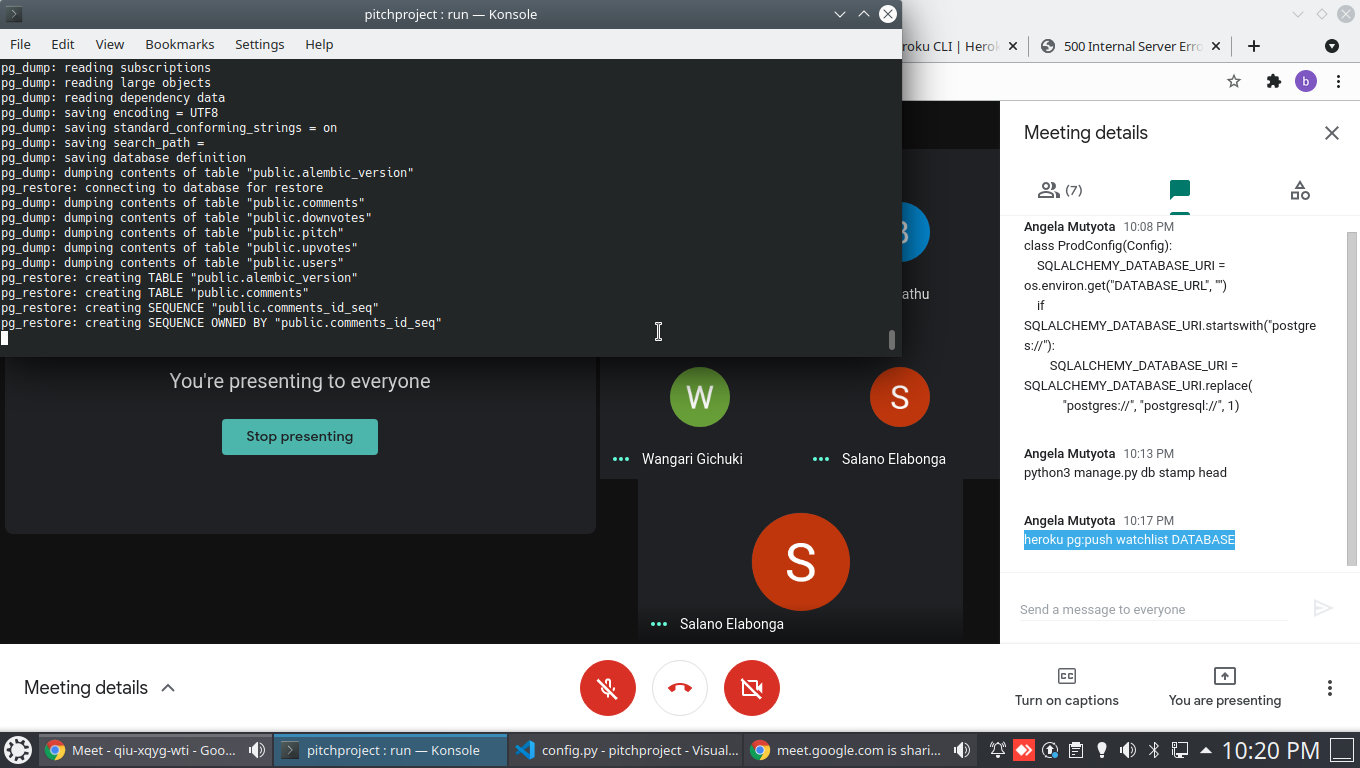 pitchproject : run — Konsole
File Edit View Bookmarks Settings Help
pg_dump: reading subscriptions
pg_dump: reading large objects
pg_dump: reading dependency data
pg_dump: saving encoding = UTF8
pg_dump: saving standard_conforming_strings = on
pg_dump: saving search_path =
pg_dump: saving database definition
pg_dump: dumping contents of table "public.alembic_version"
pg_restore: connecting to database for restore
pg_dump: dumping contents of table "public.comments"
pg_dump: dumping contents of table "public.downvotes"
pg_dump: dumping contents of table "public.pitch"
pg_dump: dumping contents of table "public.upvotes"
pg_dump: dumping contents of table "public.users"
pg_restore: creating TABLE "public.alembic_version"
pg_restore: creating TABLE "public.comments"
pg_restore: creating SEQUENCE "public.comments_id_seq"
pg_restore: creating SEQUENCE OWNED BY "public.comments_id_seq"
roku CLI | Herok
500 Internal Server Erro
b
athu
You're presenting to everyone
Stop presenting
W
Wangari Gichuki
S
Salano Elabonga
S
Salano Elabonga
Meeting details
(7)
Angela Mutyota 10:08 PM
class ProdConfig(Config):
SQLALCHEMY_DATABASE_URI =
os.environ.get("DATABASE_URL", "")
if
SQLALCHEMY_DATABASE_URI.startswith("postgre
s://"):
SQLALCHEMY_DATABASE_URI =
SQLALCHEMY_DATABASE_URI.replace(
"postgres://", "postgresql://", 1)
Angela Mutyota 10:13 PM
python3 manage.py db stamp head
Angela Mutyota 10:17 PM
heroku pg:push watchlist DATABASE
Send a message to everyone
Meeting details
CC
Turn on captions
You are presenting
Meet - qiu-xqyg-wti - Goo...
pitchproject : run — Konsole
config.py - pitchproject - Visual...
meet.google.com is shari...
10:20 PM